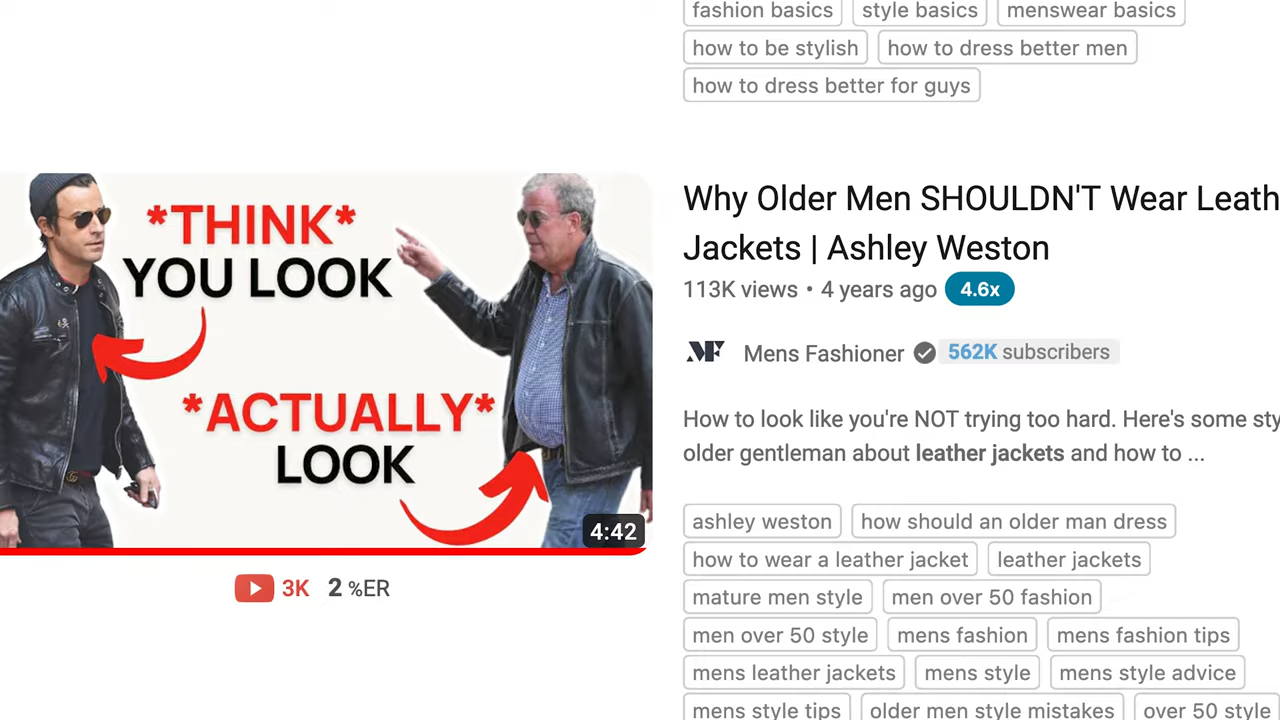 fashion basics style basics menswear basics
how to be stylish how to dress better men
how to dress better for guys
*THINK*
YOU LOOK
*ACTUALLY*
LOOK
4:42
3K 2 %ER
Why Older Men SHOULDN'T Wear Leath
Jackets | Ashley Weston
113K views • 4 years ago 4.6x
MF Mens Fashioner 562K subscribers
How to look like you're NOT trying too hard. Here's some sty
older gentleman about leather jackets and how to ...
ashley weston how should an older man dress
how to wear a leather jacket leather jackets
mature men style men over 50 fashion
men over 50 style mens fashion mens fashion tips
mens leather jackets mens style mens style advice
mens style tips older men style mistakes over 50 style